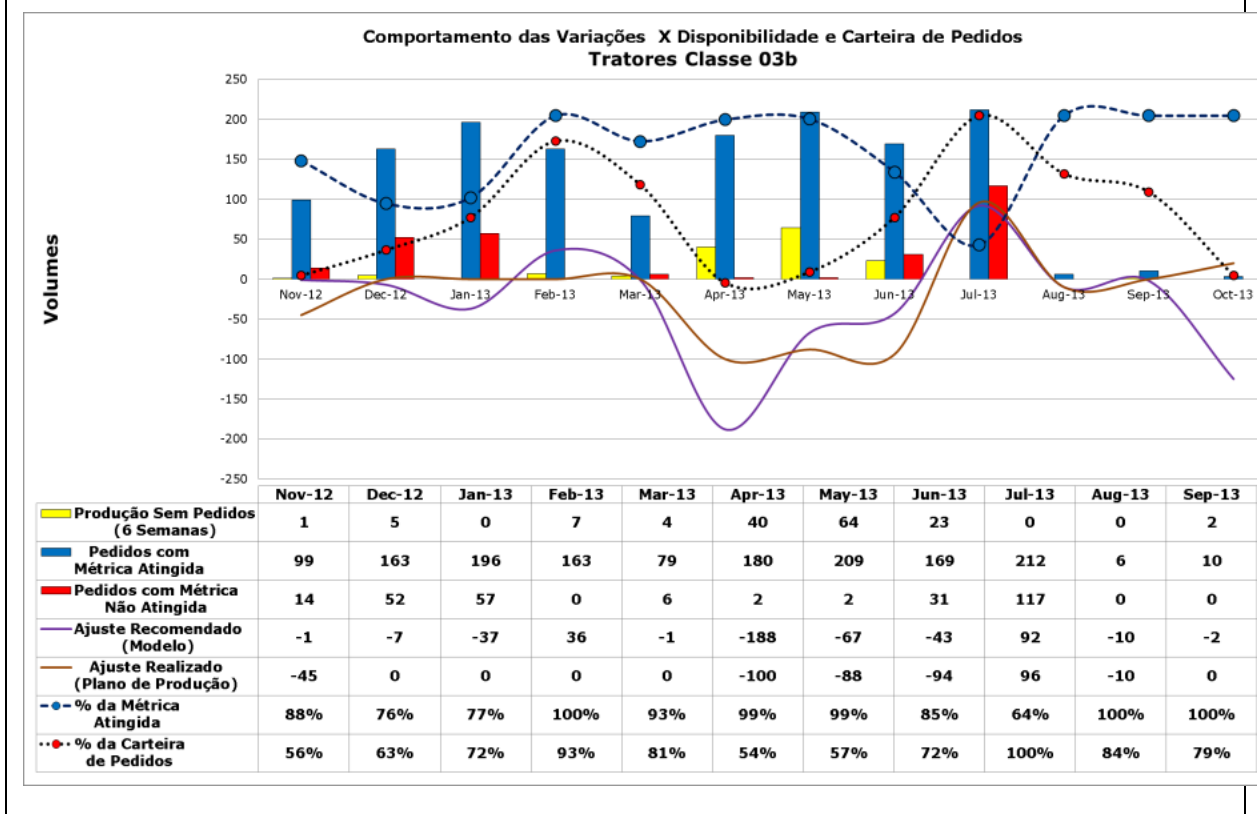 Comportamento das Variações X Disponibilidade e Carteira de Pedidos
Tratores Classe 03b
Volumes
250
200
150
100
50
0
-50
-100
-150
-200
-250
Nov-12 Dec-12 Jan-13 Feb-13 Mar-13 Apr-13 May-13 Jun-13 Jul-13 Aug-13 Sep-13 Oct-13
Nov-12 Dec-12 Jan-13 Feb-13 Mar-13 Apr-13 May-13 Jun-13 Jul-13 Aug-13 Sep-13
Produção Sem Pedidos
(6 Semanas)
1 5 0 7 4 40 64 23 0 0 2
Pedidos com
Métrica Atingida
99 163 196 163 79 180 209 169 212 6 10
Pedidos com Métrica
Não Atingida
14 52 57 0 6 2 2 31 117 0 0
Ajuste Recomendado
(Modelo)
-1 -7 -37 36 -1 -188 -67 -43 92 -10 -2
Ajuste Realizado
(Plano de Produção)
-45 0 0 0 0 -100 -88 -94 96 -10 0
% da Métrica
Atingida
88% 76% 77% 100% 93% 99% 99% 85% 64% 100% 100%
% da Carteira
de Pedidos
56% 63% 72% 93% 81% 54% 57% 72% 100% 84% 79%